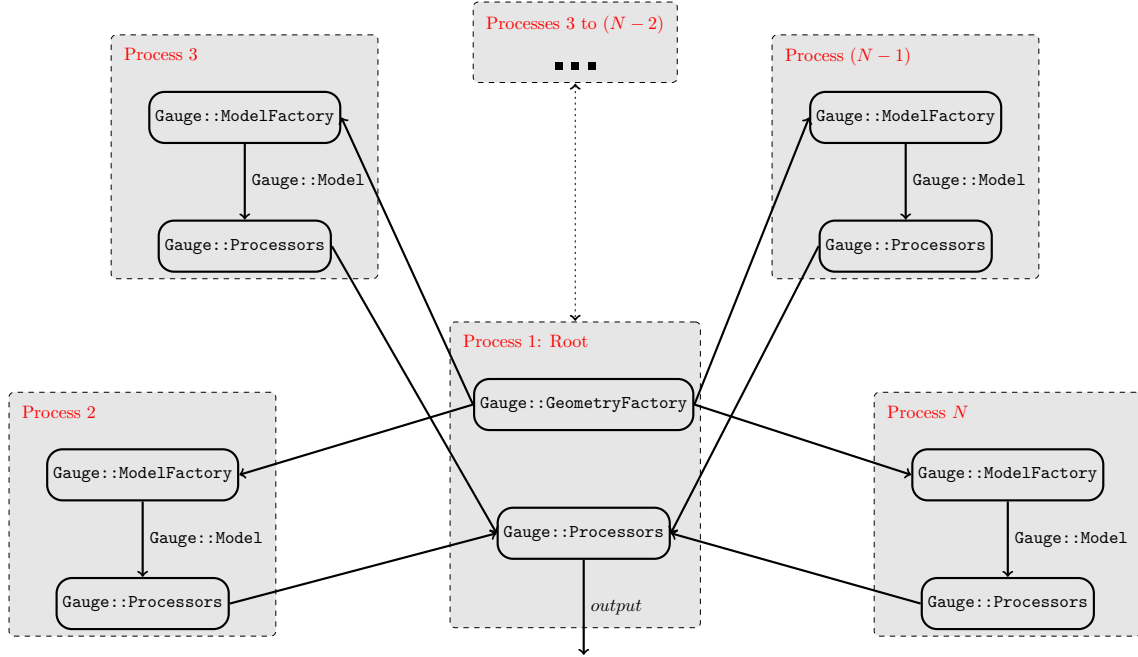 Processes 3 to (N − 2)
Process 3
Gauge::ModelFactory
Gauge::Model
Gauge::Processors
Process (N − 1)
Gauge::ModelFactory
Gauge::Model
Gauge::Processors
Process 1: Root
Gauge::GeometryFactory
Gauge::Processors
output
Process 2
Gauge::ModelFactory
Gauge::Model
Gauge::Processors
Process N
Gauge::ModelFactory
Gauge::Model
Gauge::Processors